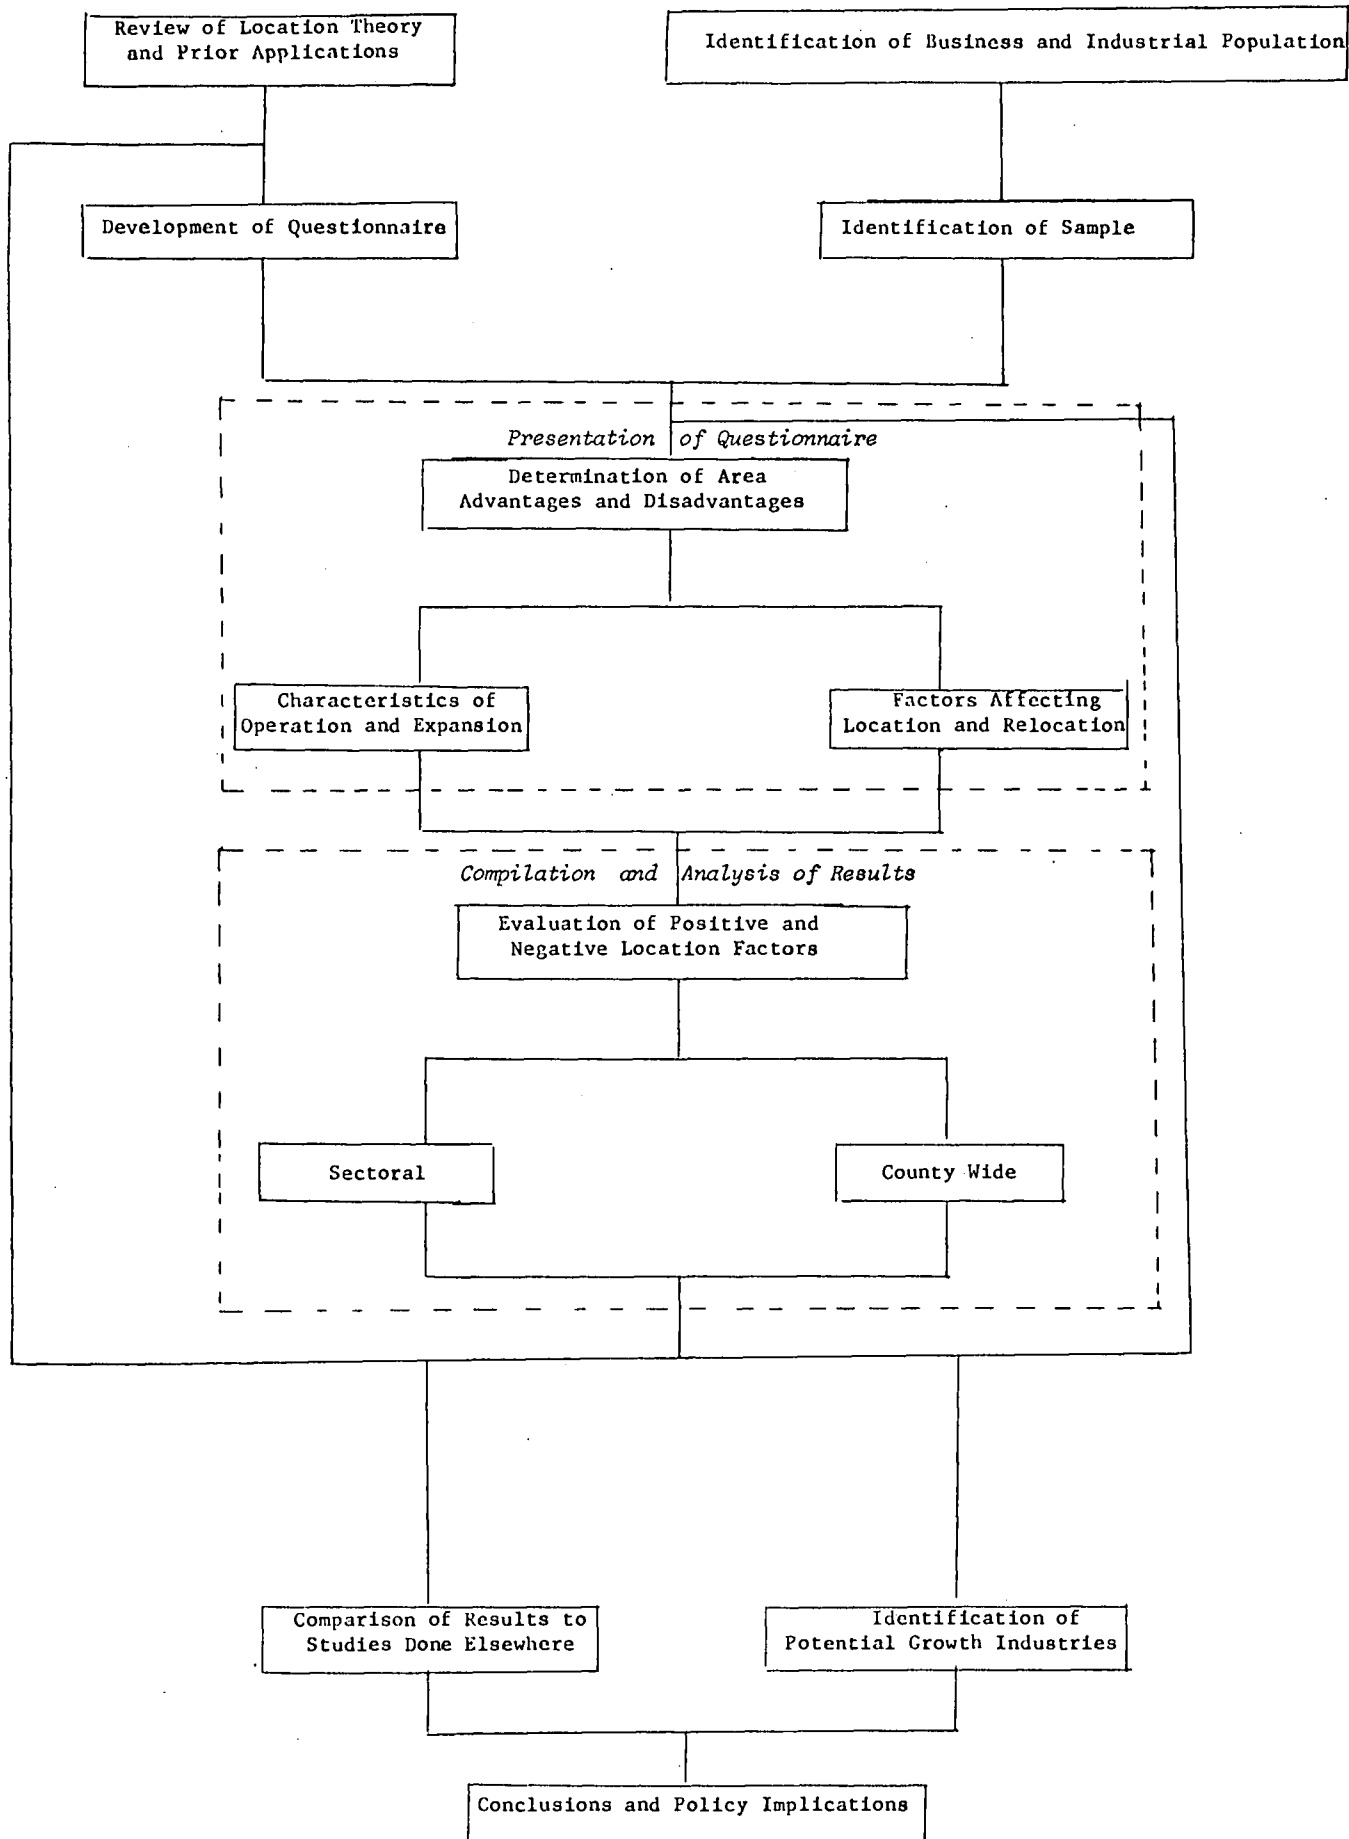 Review of Location Theory
and Prior Applications
Identification of Business and Industrial Population
Development of Questionnaire
Identification of Sample
Presentation of Questionnaire
Determination of Area
Advantages and Disadvantages
Characteristics of
Operation and Expansion
Factors Affecting
Location and Relocation
Compilation and Analysis of Results
Evaluation of Positive and
Negative Location Factors
Sectoral
County Wide
Comparison of Results to
Studies Done Elsewhere
Identification of
Potential Growth Industries
Conclusions and Policy Implications